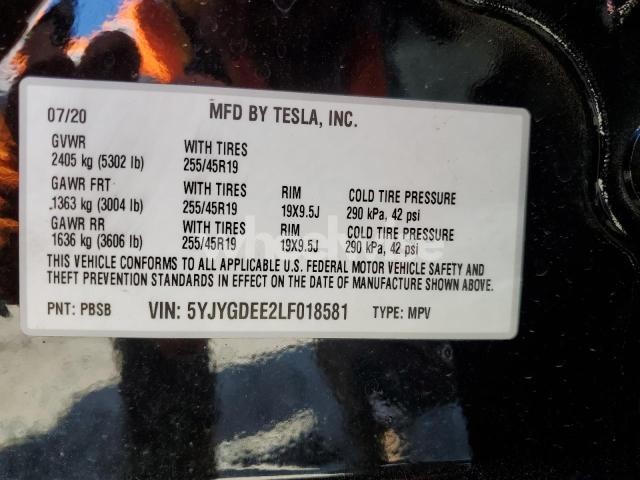 07/20 MFD BY TESLA, INC.
GVWR WITH TIRES
2405 kg (5302 lb) 255/45R19
GAWR FRT WITH TIRES RIM COLD TIRE PRESSURE
1363 kg (3004 lb) 255/45R19 19X9.5J 290 kPa, 42 psi
GAWR RR WITH TIRES RIM COLD TIRE PRESSURE
1636 kg (3606 lb) 255/45R19 19X9.5J 290 kPa, 42 psi
THIS VEHICLE CONFORMS TO ALL APPLICABLE U.S. FEDERAL MOTOR VEHICLE SAFETY AND
THEFT PREVENTION STANDARDS IN EFFECT ON THE DATE OF MANUFACTURE SHOWN ABOVE.
PNT: PBSB VIN: 5YJYGDEE2LF018581 TYPE: MPV